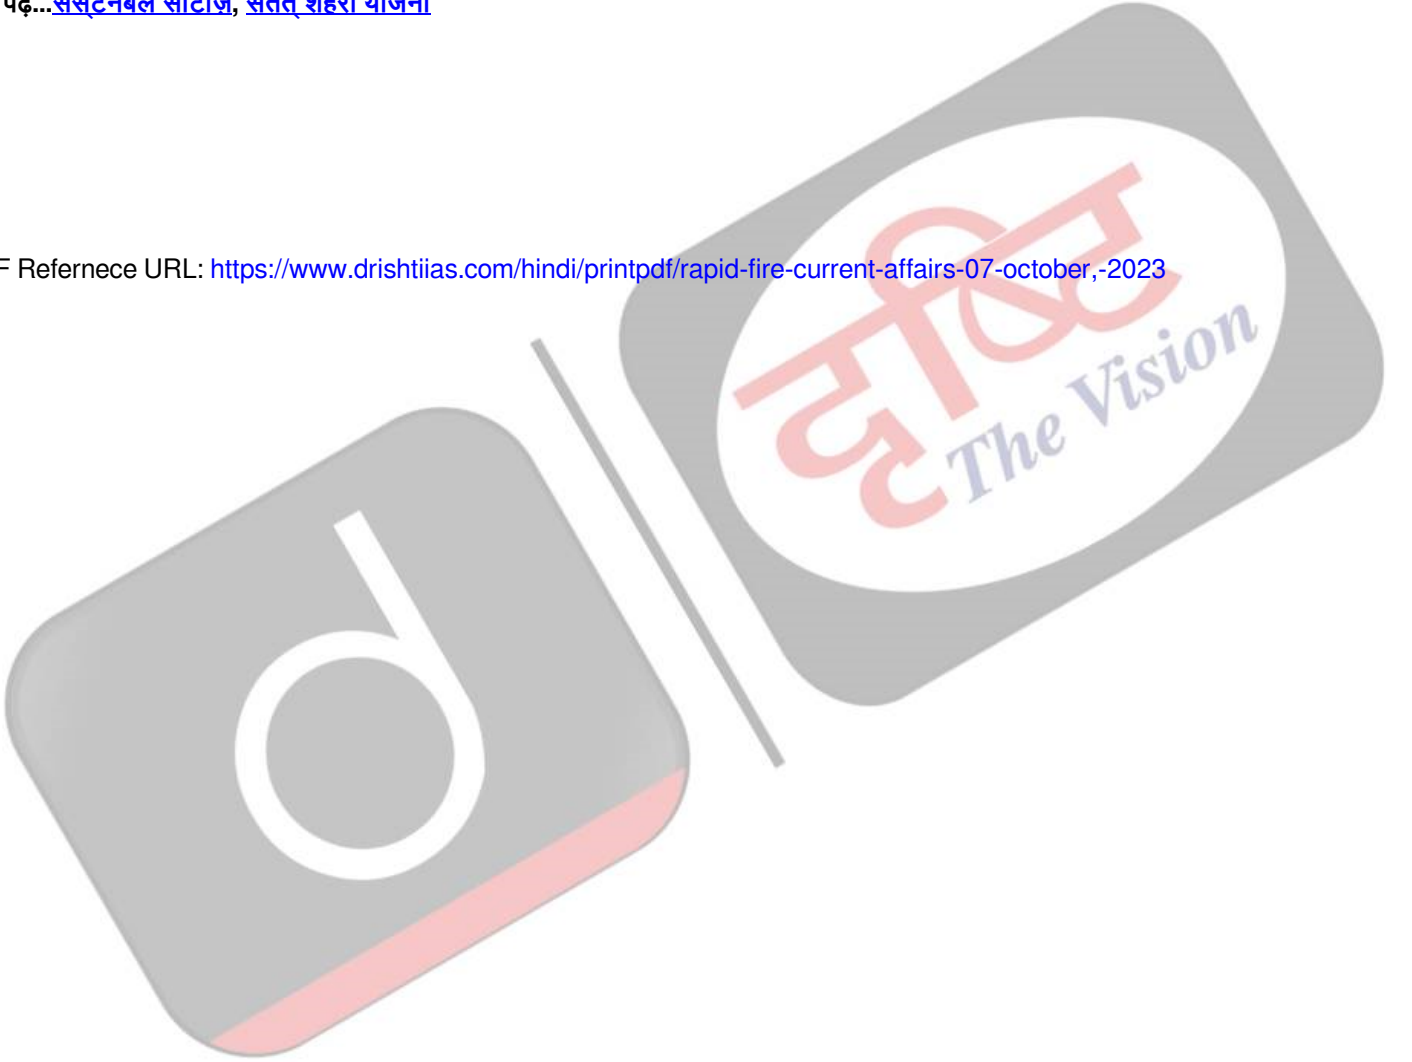 पढ़ें...सस्टेनेबल सीटीज़, सतत् शहरी योजना
F Refernece URL: https://www.drishtiias.com/hindi/printpdf/rapid-fire-current-affairs-07-october,-2023
दृष्टि
The Vision
d